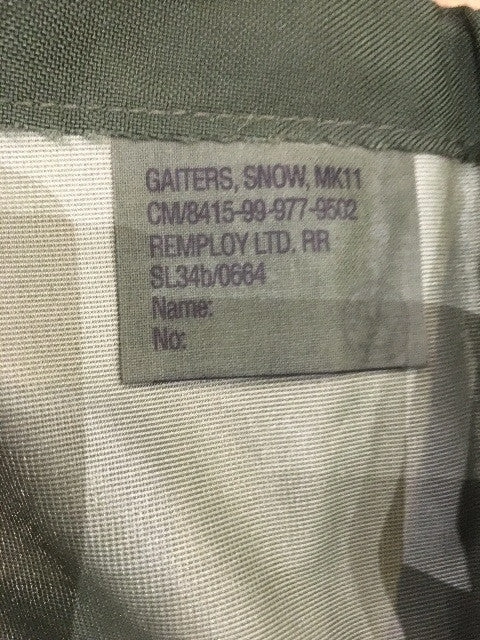 GAITERS, SNOW, MK11
CM/8415-99-977-9502
REMPLOY LTD. RR
SL34b/0664
Name:
No: